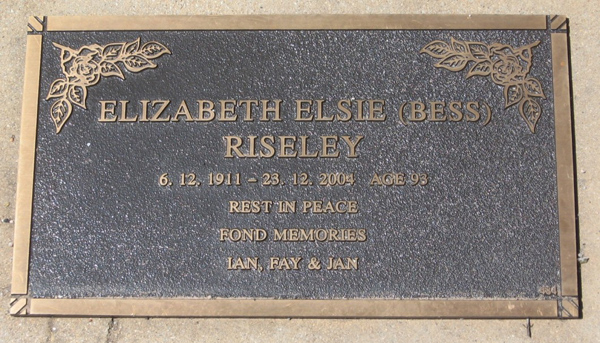 ELIZABETH ELSIE (BESS)
RISELEY
6. 12. 1911 – 23. 12. 2004 AGE 93
REST IN PEACE
FOND MEMORIES
IAN, FAY & JAN